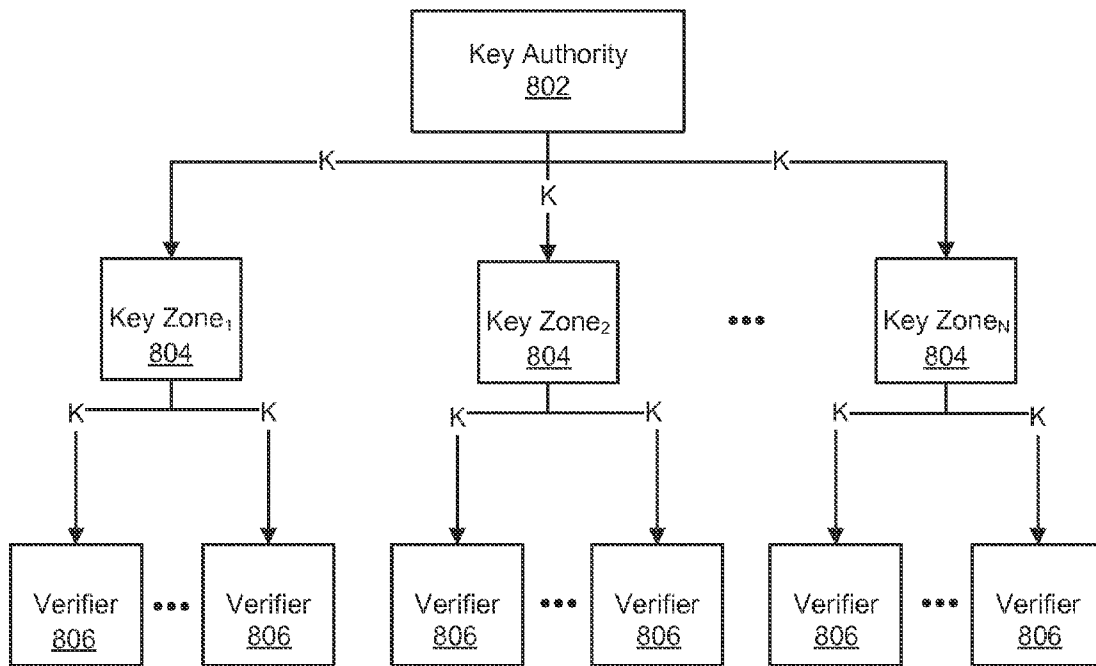 Key Authority
802
K K
K
Key Zone₁
804
Key Zone₂
804
•••
Key Zone_N
804
K K K K K K
Verifier
806
•••
Verifier
806
Verifier
806
•••
Verifier
806
Verifier
806
•••
Verifier
806